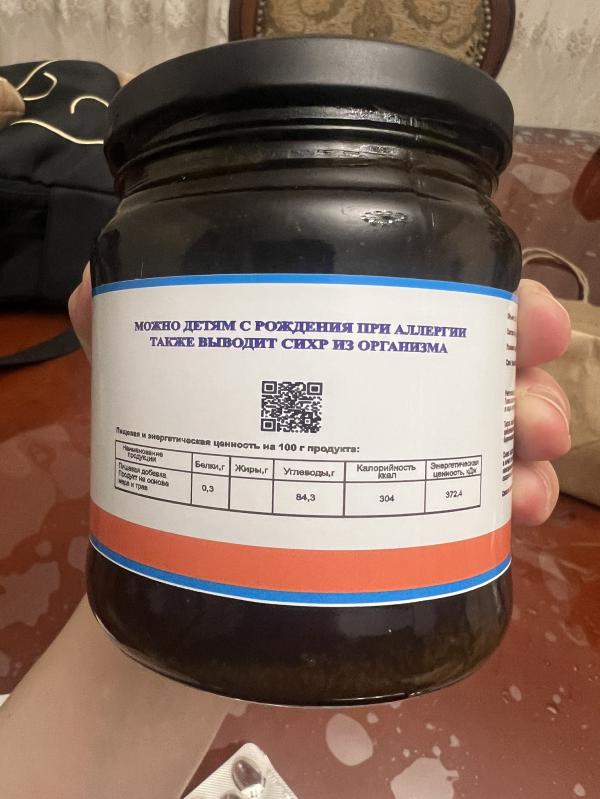 МОЖНО ДЕТЯМ С РОЖДЕНИЯ ПРИ АЛЛЕРГИИ
ТАКЖЕ ВЫВОДИТ СИХР ИЗ ОРГАНИЗМА
Пищевая и энергетическая ценность на 100 г продукта:
Наименование продукции Белки,г Жиры,г Углеводы,г Калорийность ккал Энергетическая ценность, кДж
Пищевая добавка Продукт на основе меда и трав 0,3 84,3 304 372,4